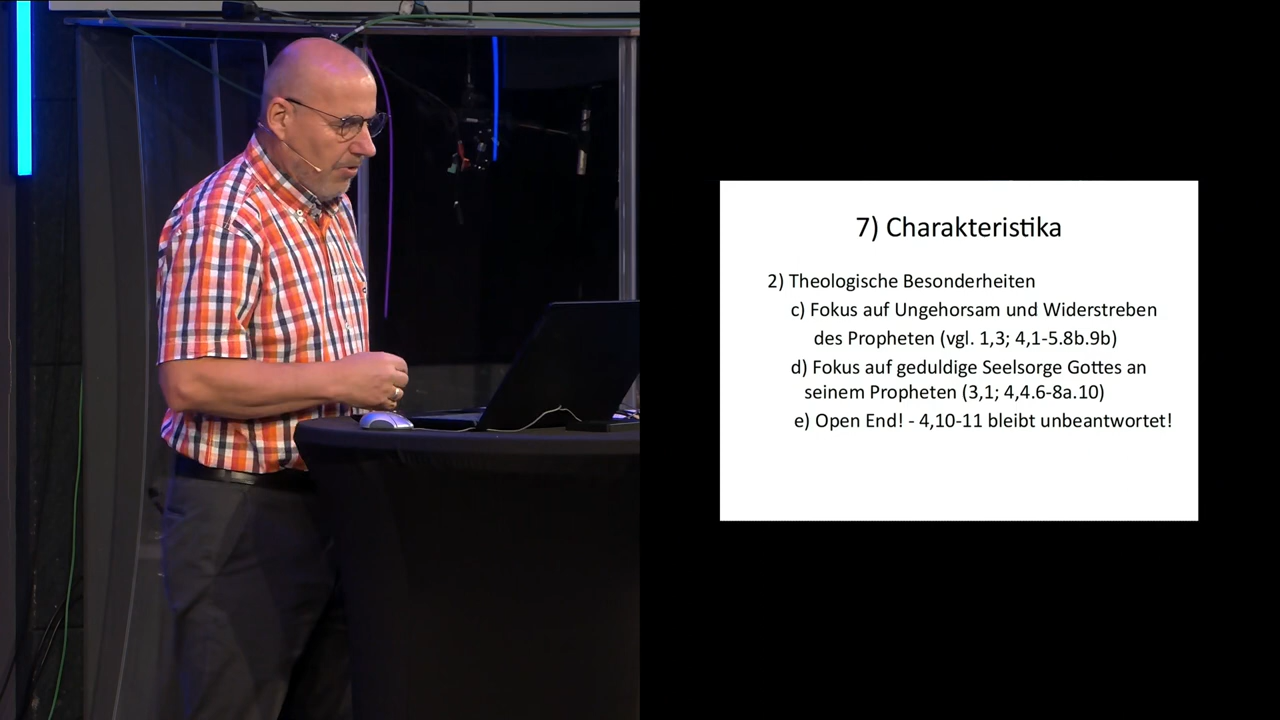 7) Charakteristika
2) Theologische Besonderheiten
c) Fokus auf Ungehorsam und Widerstreben
des Propheten (vgl. 1,3; 4,1-5.8b.9b)
d) Fokus auf geduldige Seelsorge Gottes an
seinem Propheten (3,1; 4,4.6-8a.10)
e) Open End! - 4,10-11 bleibt unbeantwortet!